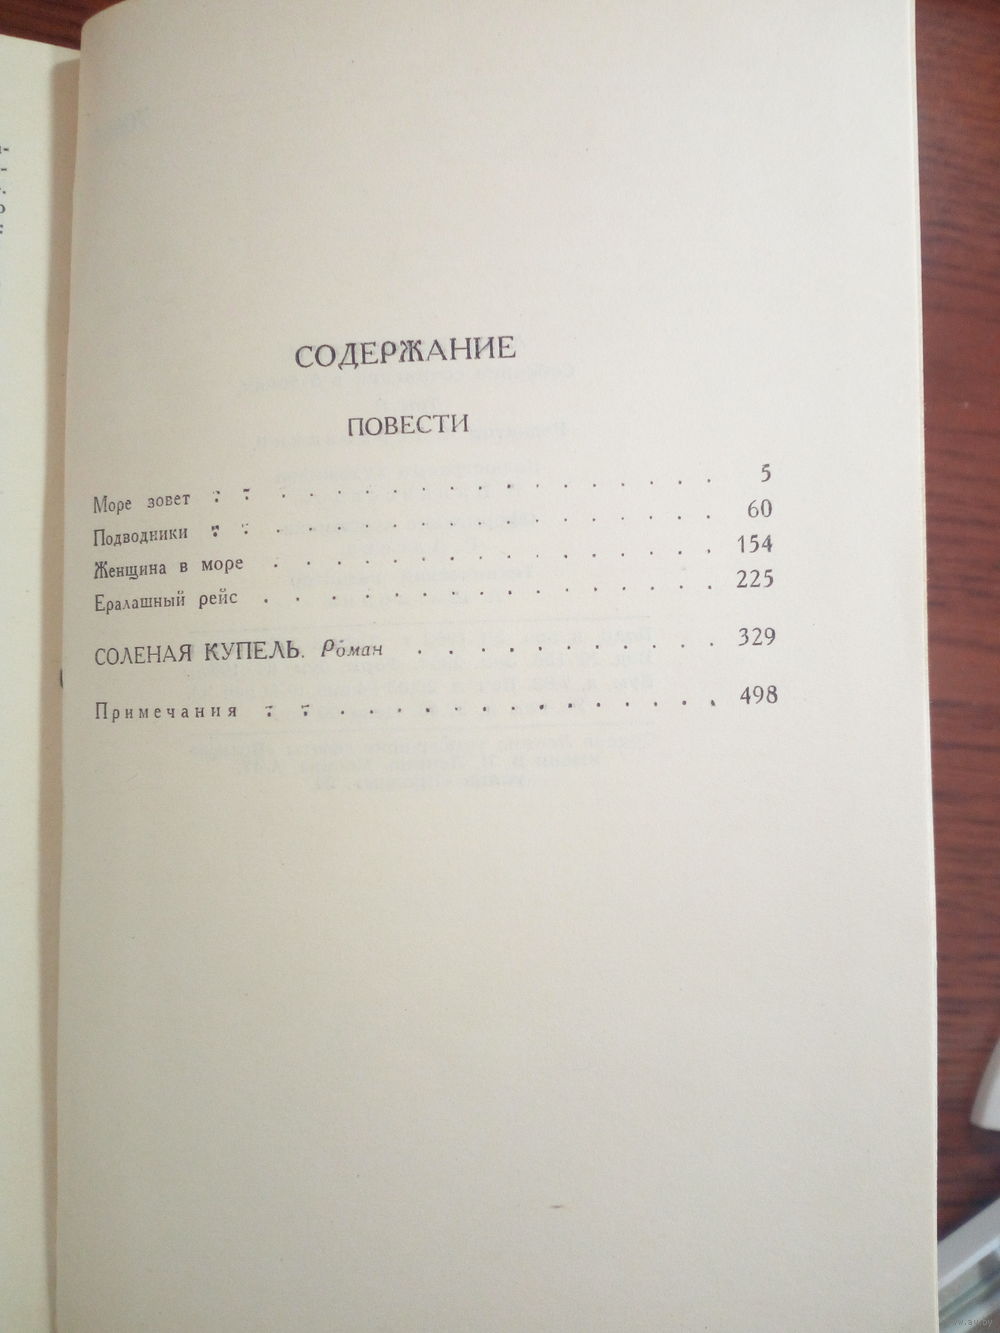 СОДЕРЖАНИЕ
ПОВЕСТИ
Море зовет . . . . . . . . . . . . . . . . . . 5
Подводники . . . . . . . . . . . . . . . . . . 60
Женщина в море . . . . . . . . . . . . . . . . 154
Ералашный рейс . . . . . . . . . . . . . . . 225
СОЛЕНАЯ КУПЕЛЬ. Роман . . . . . . . . . . . 329
Примечания . . . . . . . . . . . . . . . . 498